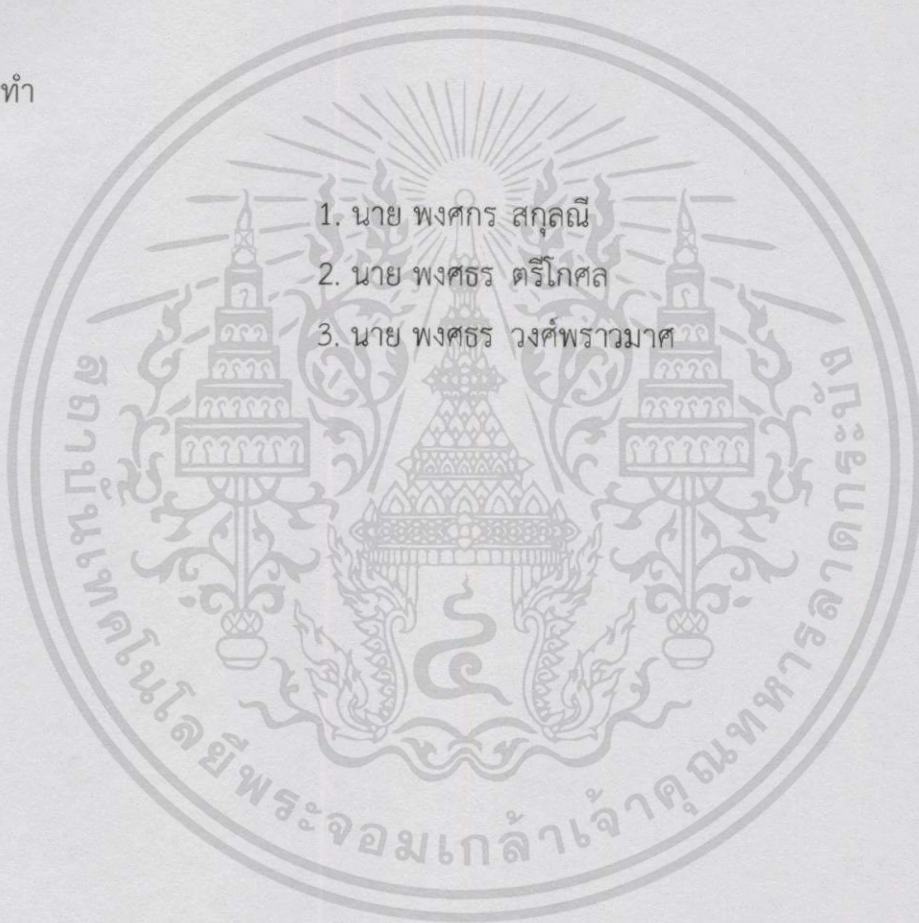 ทำ
1. นาย พงศกร สกุลณี
2. นาย พงศธร ตรีโกศล
3. นาย พงศธร วงศ์พราวมาศ
สถาบันเทคโนโลยีพระจอมเกล้าเจ้าคุณทหารลาดกระบัง
๔